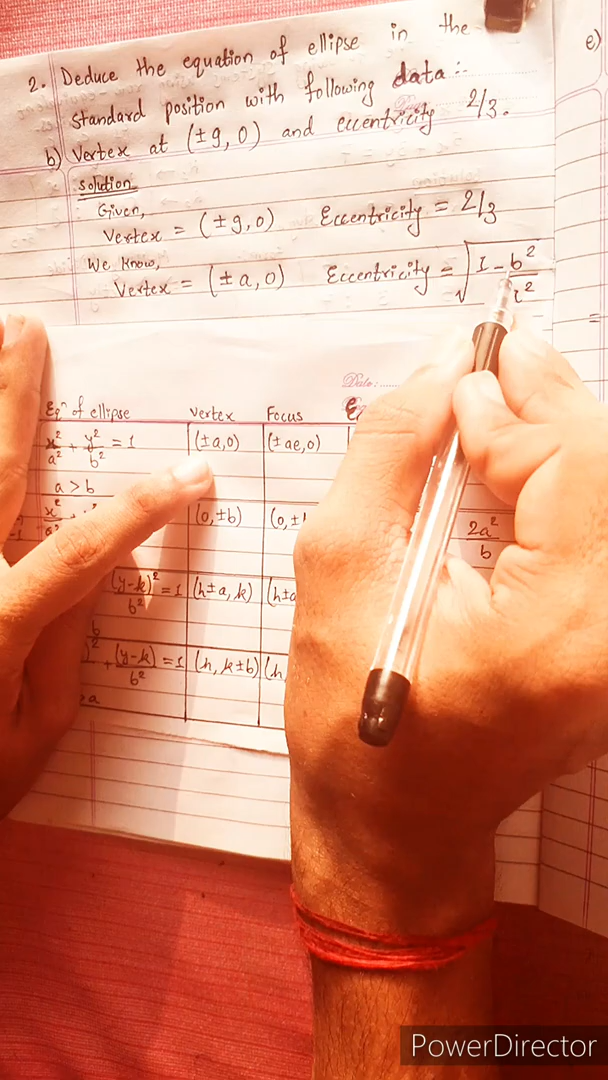 2. Deduce the equation of ellipse in the
standard position with following data :-
b) Vertex at (±9, 0) and eccentricity 2/3.
solution
Given,
Vertex = (±9, 0) Eccentricity = 2/3
We know,
Vertex = (±a, 0) Eccentricity = √1 - b²
Date:
Eqn of ellipse Vertex Focus
x²/a² + y²/b² = 1 (±a,0) (±ae,0)
a > b
x² (0, ±b) (0, ± 2a²/b
(y-k)²/b² = 1 (h±a, k) (h±a
b
+ (y-k)/b² = 1 (h, k±b) (h,
a
e)
=
PowerDirector